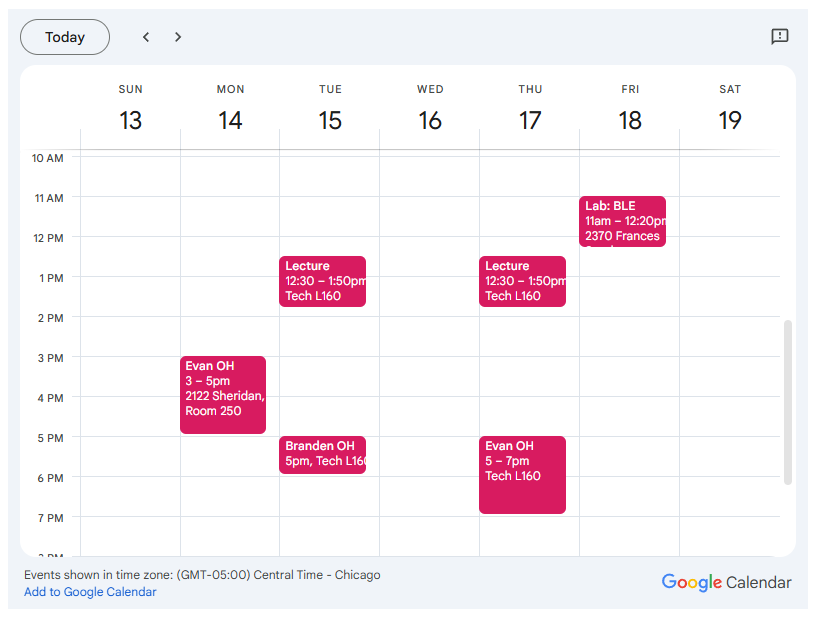 Today
SUN MON TUE WED THU FRI SAT
13 14 15 16 17 18 19
10 AM
11 AM
12 PM
1 PM
2 PM
3 PM
4 PM
5 PM
6 PM
7 PM
Evan OH
3 – 5pm
2122 Sheridan,
Room 250
Lecture
12:30 – 1:50pm
Tech L160
Branden OH
5pm, Tech L160
Lecture
12:30 – 1:50pm
Tech L160
Evan OH
5 – 7pm
Tech L160
Lab: BLE
11am – 12:20pm
2370 Frances
Events shown in time zone: (GMT-05:00) Central Time - Chicago
Add to Google Calendar
Google Calendar